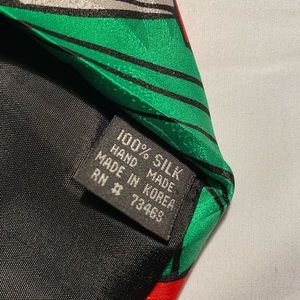 100% SILK
HAND MADE
MADE IN KOREA
RN # 73463